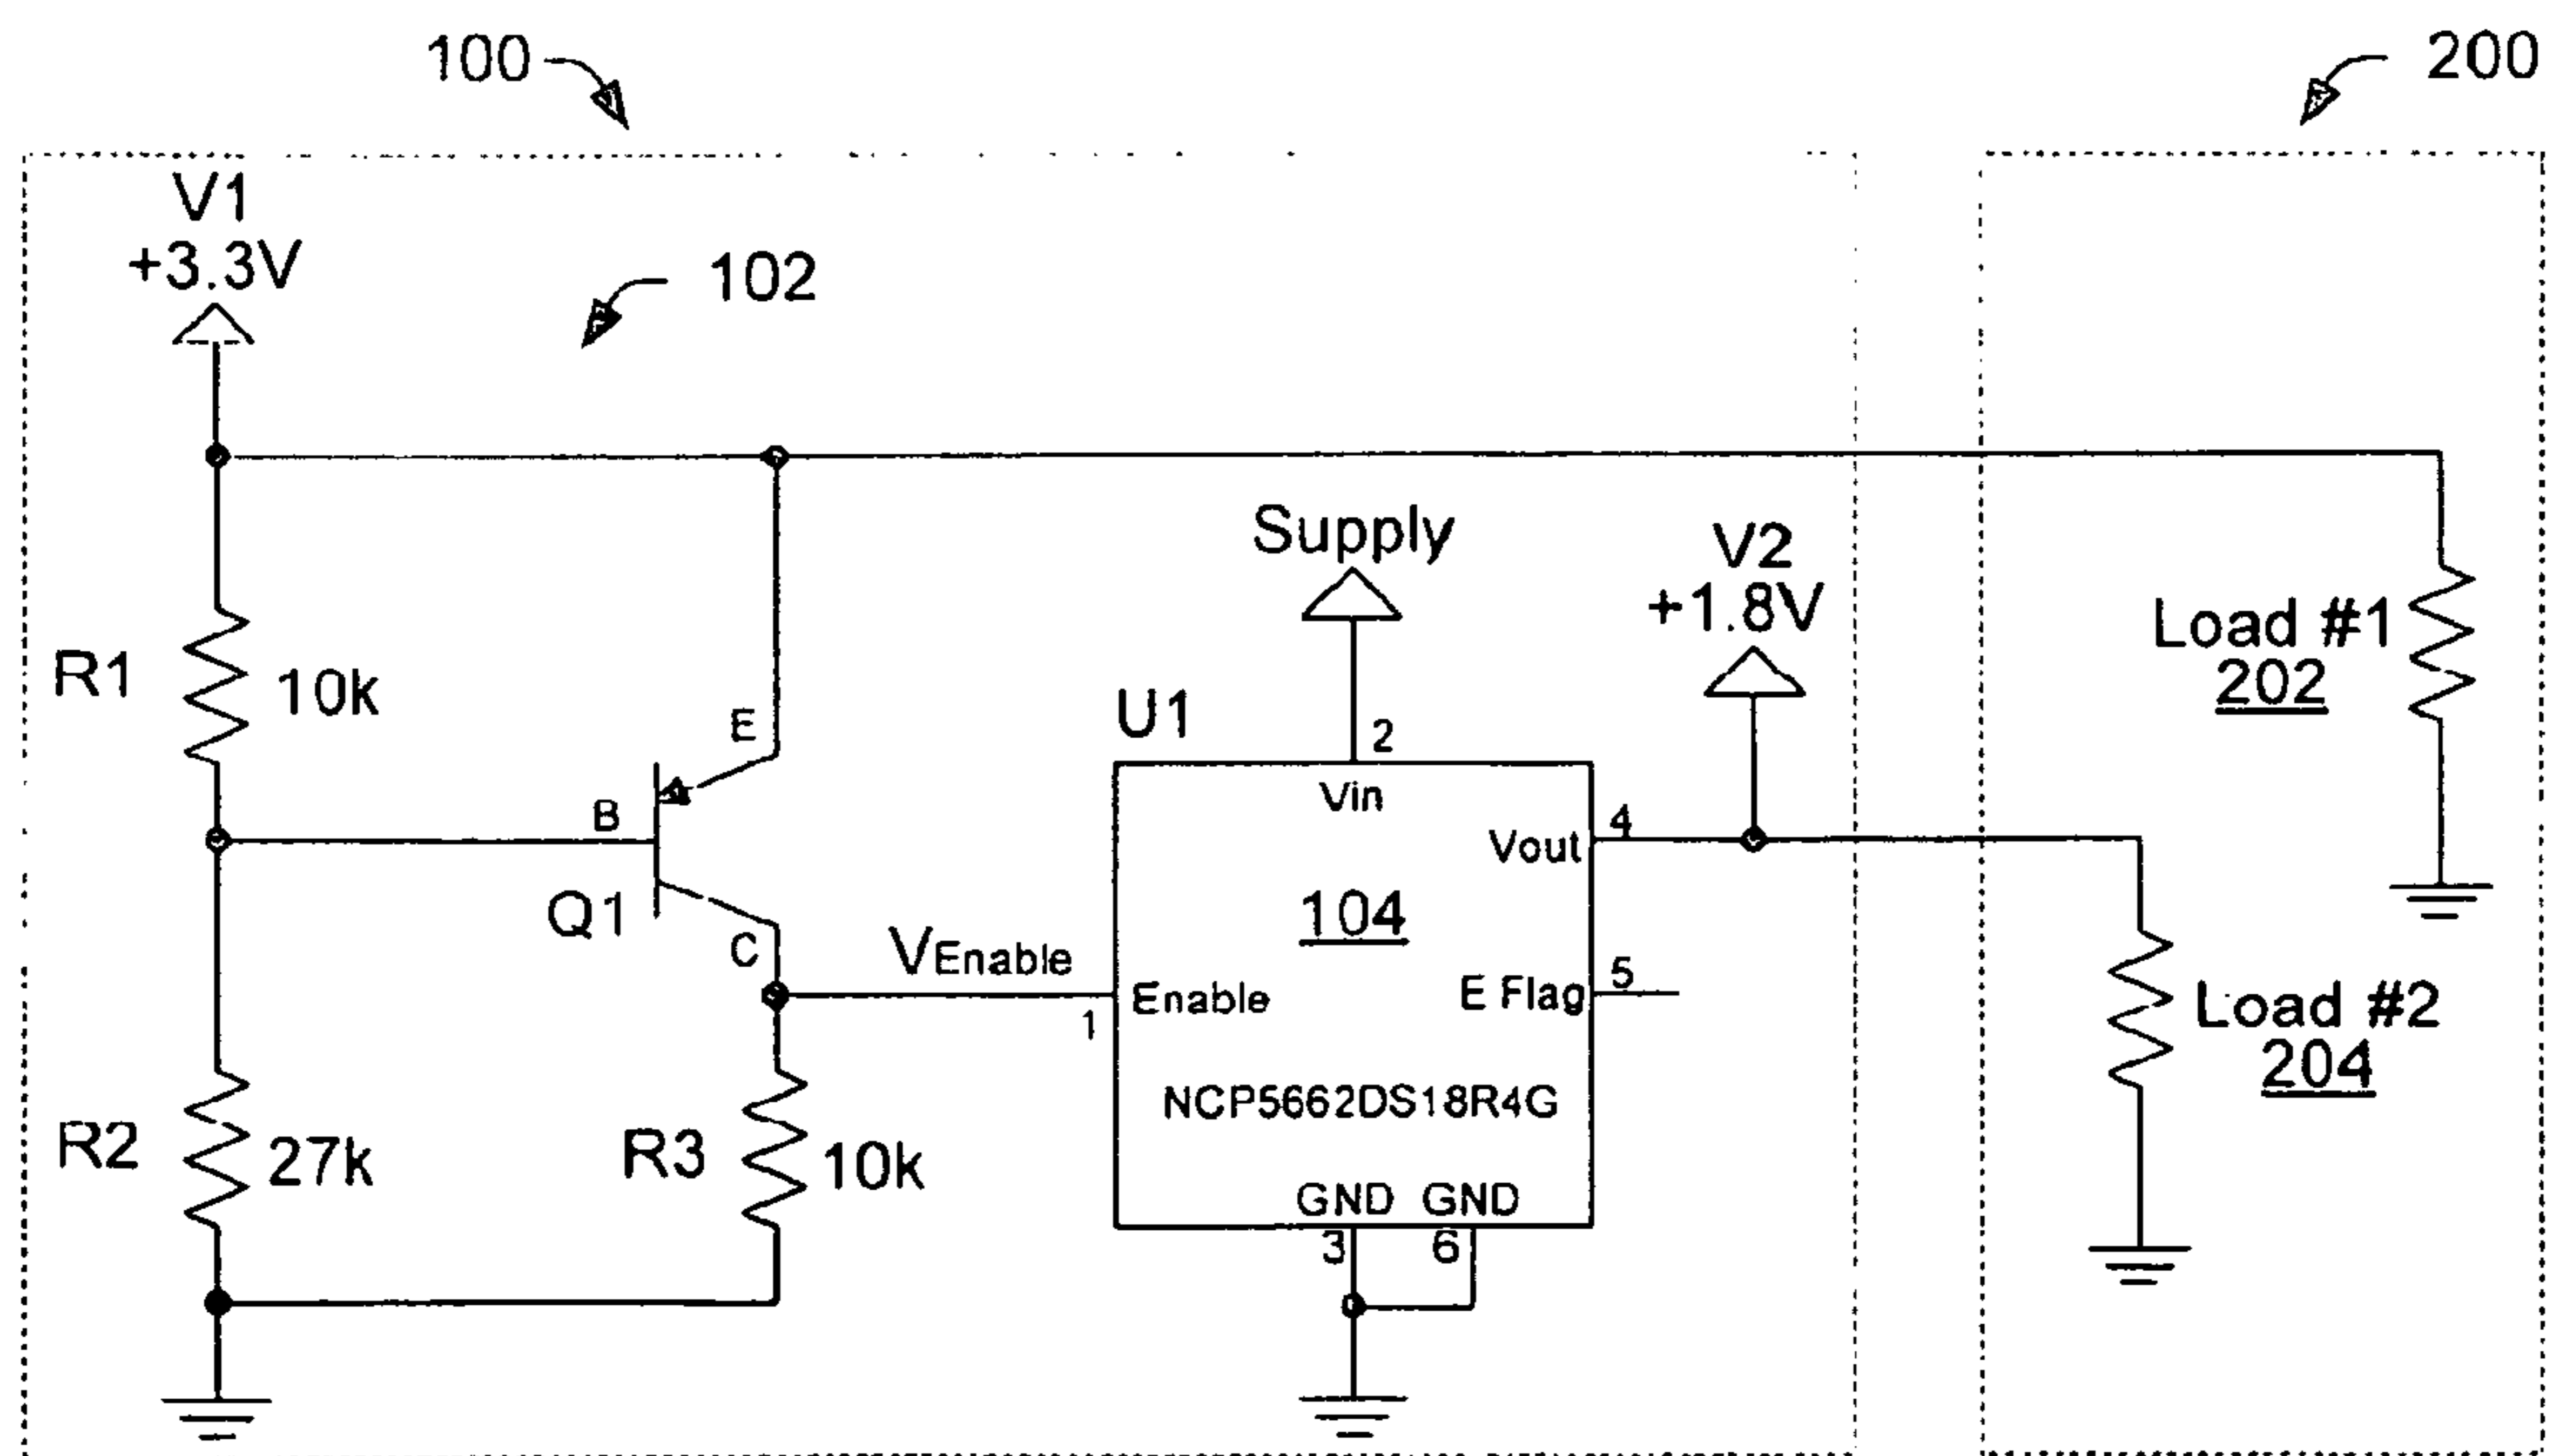 100
200
V1
+3.3V
102
Supply
V2
+1.8V
Load #1
202
R1
10k
E
U1
2
B
Vin
4
Vout
Q1
104
C
VEnable
5
Enable
E Flag
1
Load #2
204
NCP5662DS18R4G
R2
27k
R3
10k
GND GND
3
6